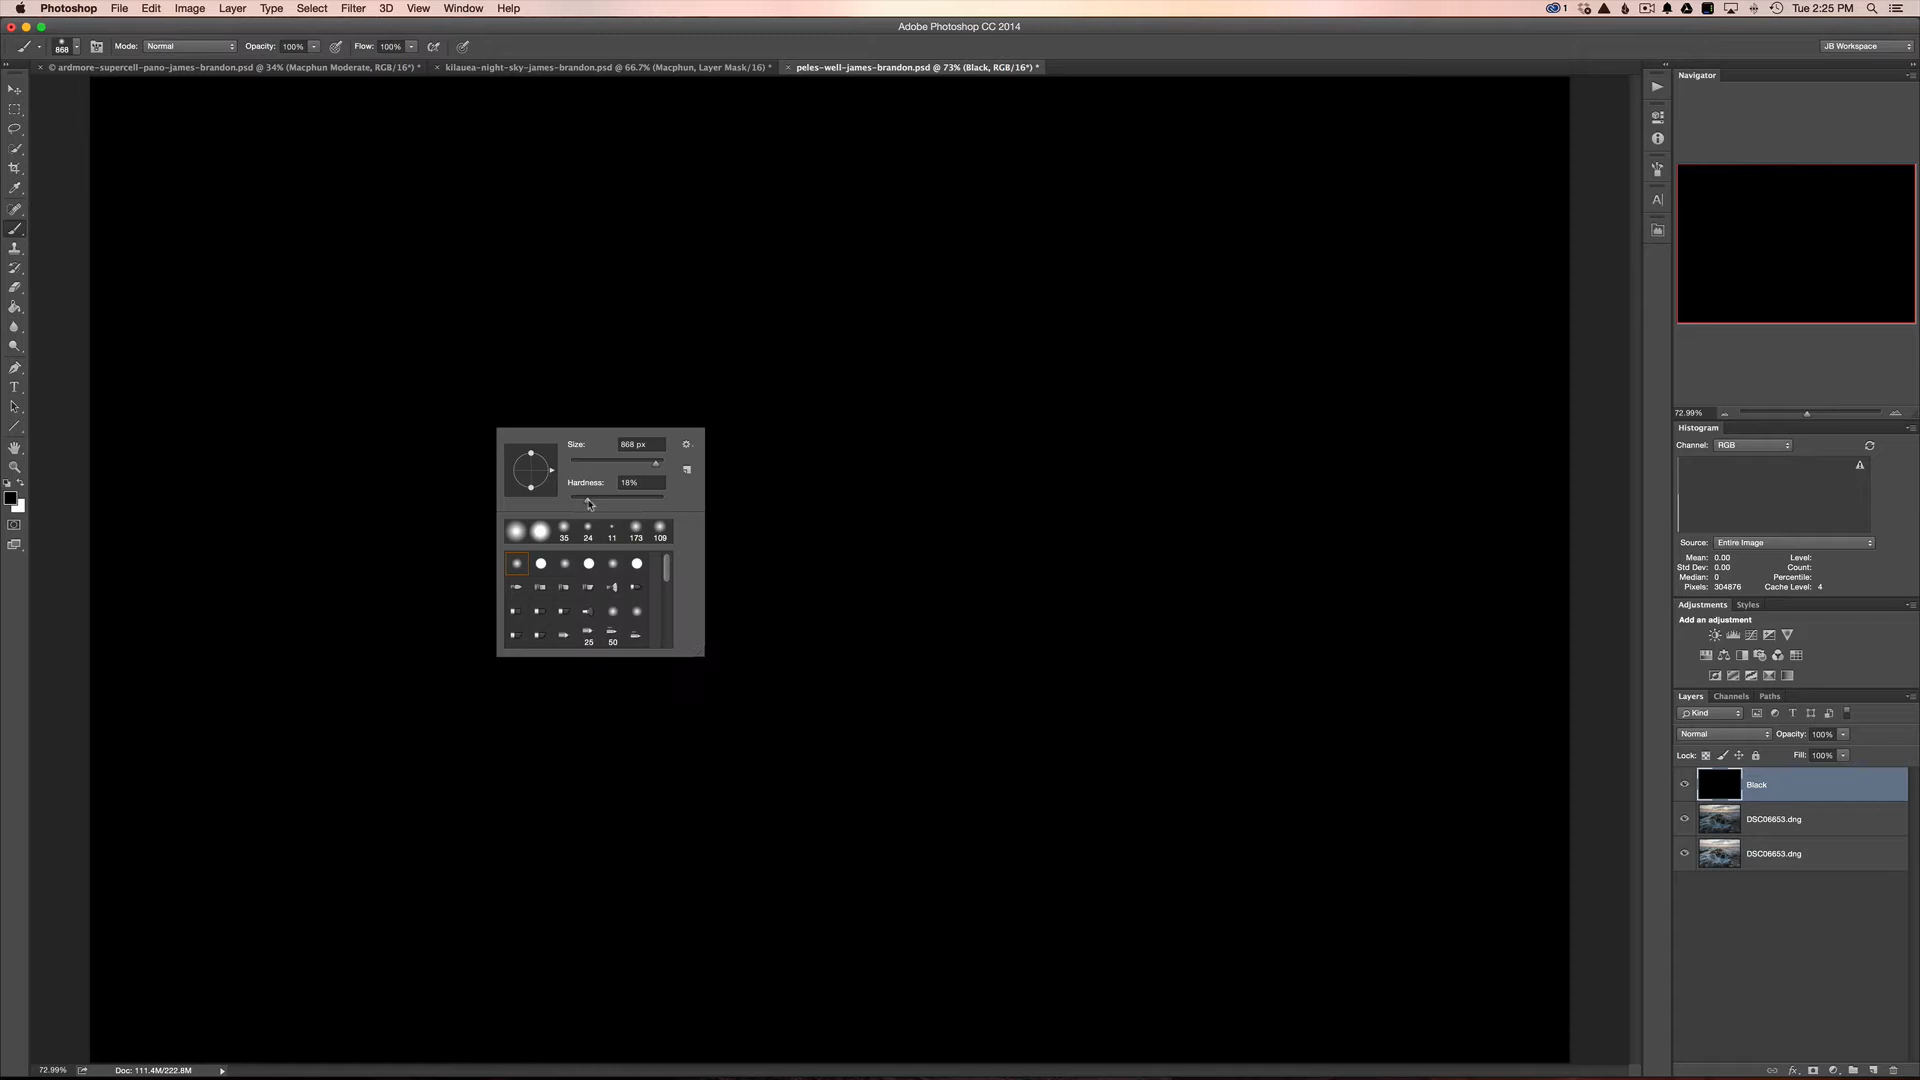 Photoshop File Edit Image Layer Type Select Filter 3D View Window Help 1 Tue 2:25 PM
Adobe Photoshop CC 2014
868 Mode: Normal Opacity: 100% Flow: 100% JB Workspace
© ardmore-supercell-pano-james-brandon.psd @ 34% (Macphun Moderate, RGB/16*) * kilauea-night-sky-james-brandon.psd @ 66.7% (Macphun, Layer Mask/16) * peles-well-james-brandon.psd @ 73% (Black, RGB/16*) *
Navigator
72.99%
Histogram
Channel: RGB
Source: Entire Image
Mean: 0.00 Level:
Std Dev: 0.00 Count:
Median: 0 Percentile:
Pixels: 304876 Cache Level: 4
Adjustments Styles
Add an adjustment
Layers Channels Paths
Kind
Normal Opacity: 100%
Lock: Fill: 100%
Black
DSC06653.dng
DSC06653.dng
Size: 868 px
Hardness: 18%
35 24 11 173 109
25 50
72.99% Doc: 111.4M/222.8M